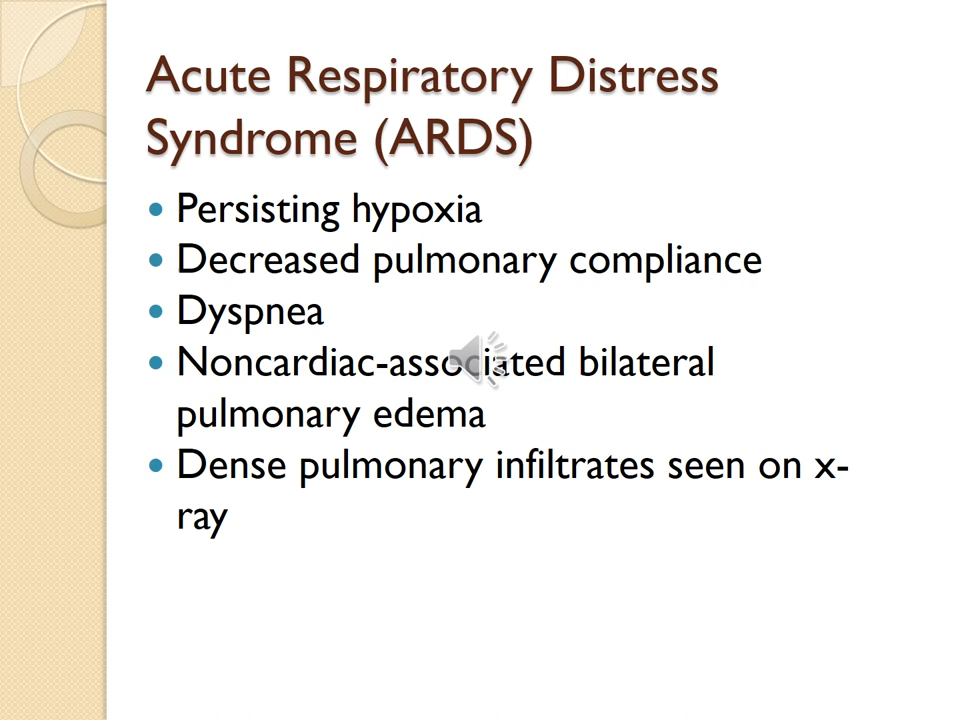 Acute Respiratory Distress
Syndrome (ARDS)
• Persisting hypoxia
• Decreased pulmonary compliance
• Dyspnea
• Noncardiac-associated bilateral
pulmonary edema
• Dense pulmonary infiltrates seen on x-
ray